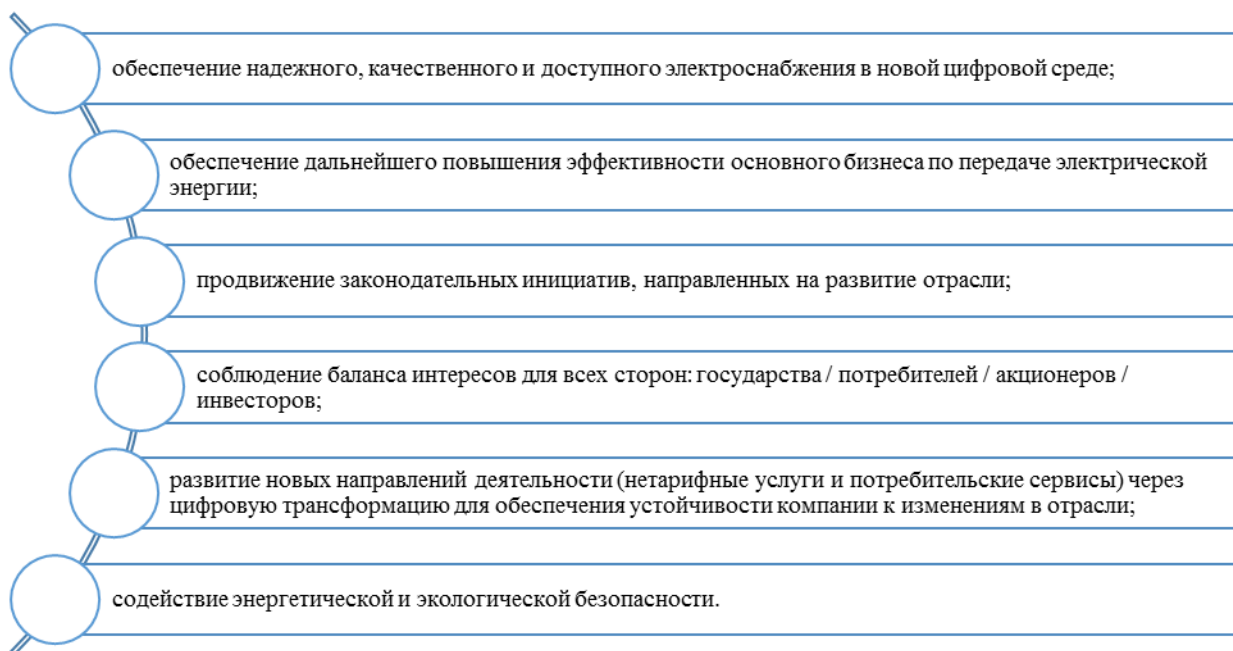 обеспечение надежного, качественного и доступного электроснабжения в новой цифровой среде;
обеспечение дальнейшего повышения эффективности основного бизнеса по передаче электрической
энергии;
продвижение законодательных инициатив, направленных на развитие отрасли;
соблюдение баланса интересов для всех сторон: государства / потребителей / акционеров /
инвесторов;
развитие новых направлений деятельности (нетарифные услуги и потребительские сервисы) через
цифровую трансформацию для обеспечения устойчивости компании к изменениям в отрасли;
содействие энергетической и экологической безопасности.